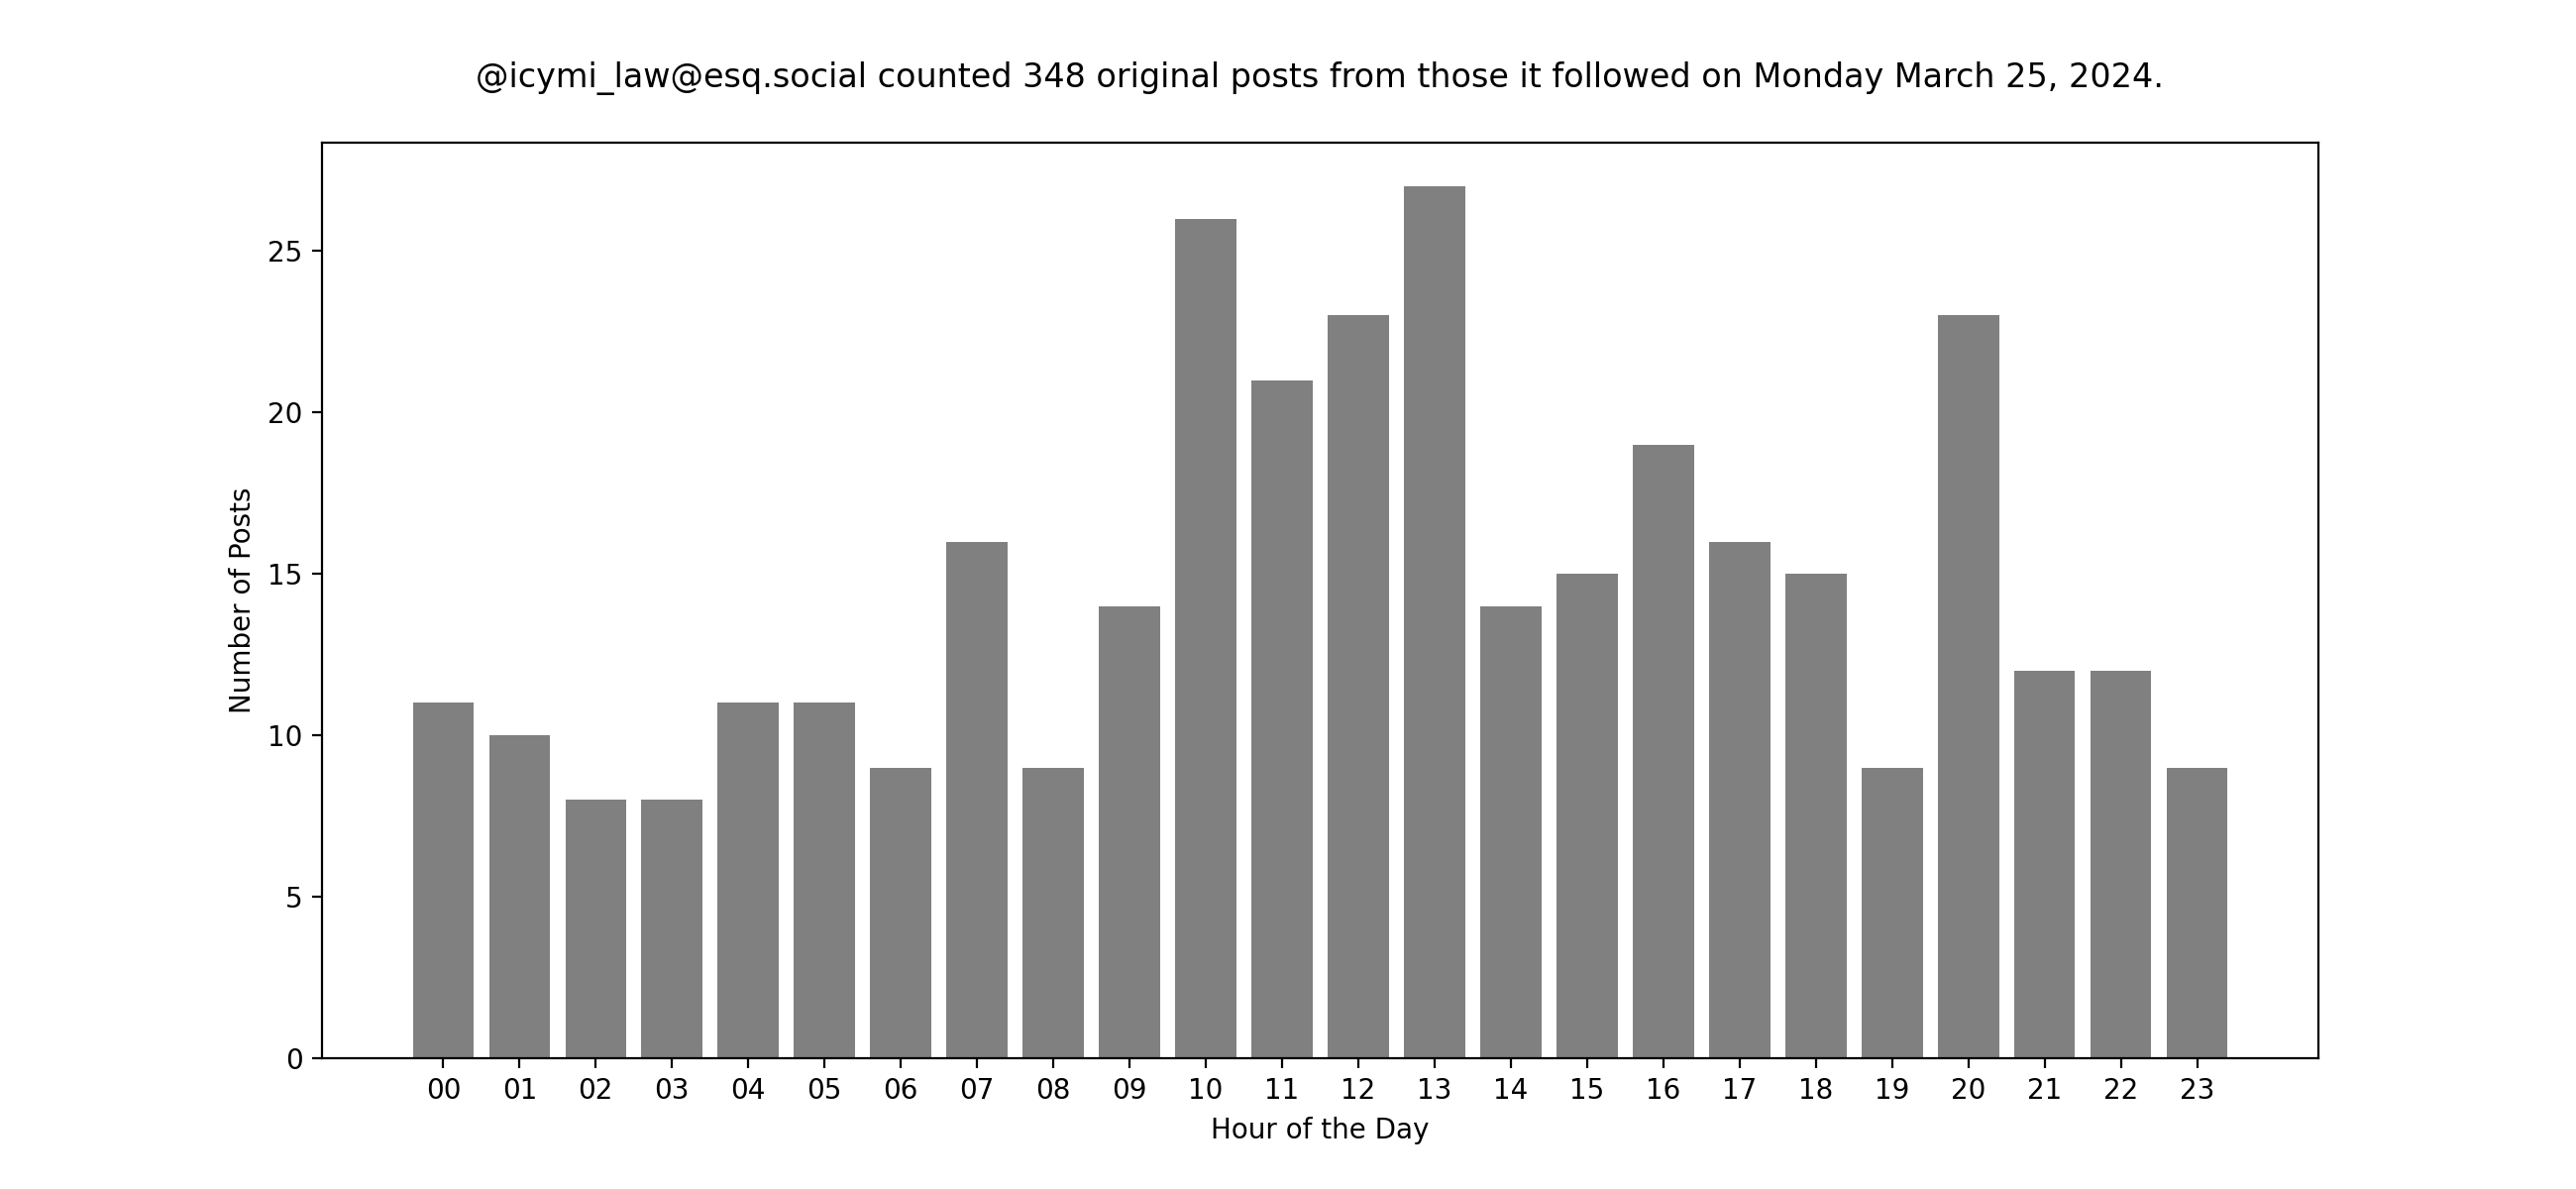 @icymi_law@esq.social counted 348 original posts from those it followed on Monday March 25, 2024.
25
20
15
10
5
0
Number of Posts
00 01 02 03 04 05 06 07 08 09 10 11 12 13 14 15 16 17 18 19 20 21 22 23
Hour of the Day